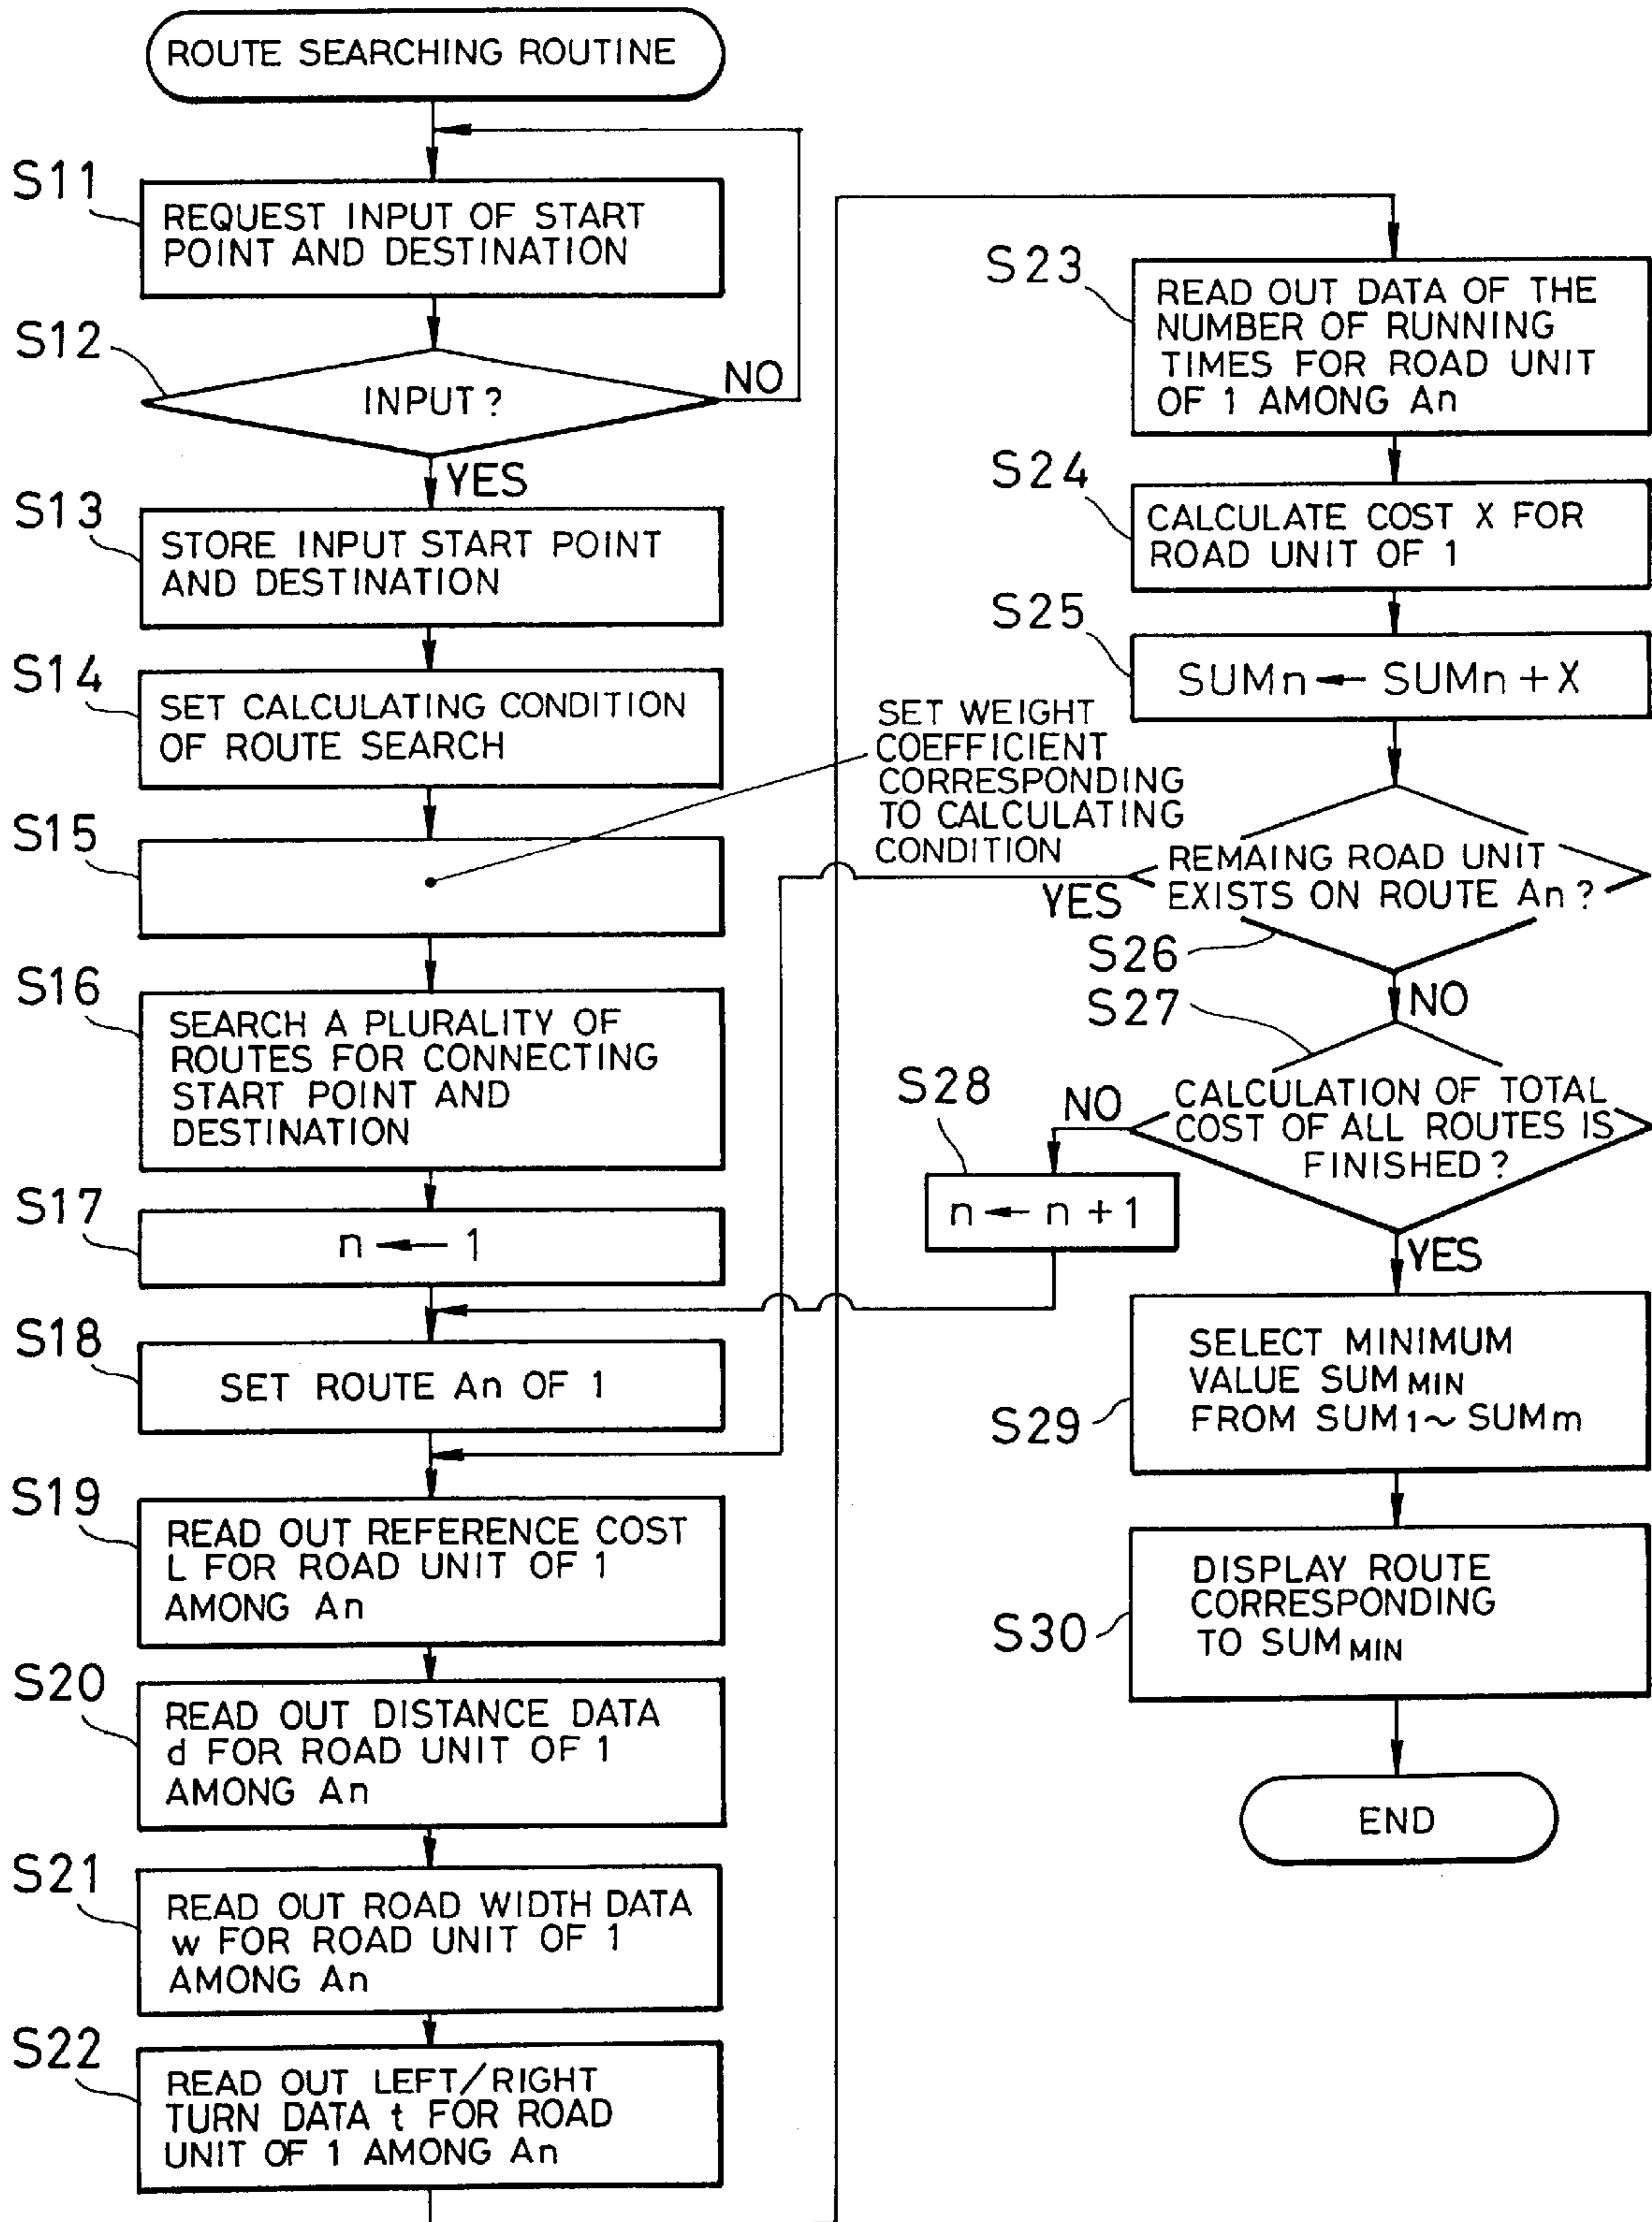 ROUTE SEARCHING ROUTINE
S11
REQUEST INPUT OF START
POINT AND DESTINATION
S12
INPUT?
NO
YES
S13
STORE INPUT START POINT
AND DESTINATION
S14
SET CALCULATING CONDITION
OF ROUTE SEARCH
S15
SET WEIGHT
COEFFICIENT
CORRESPONDING
TO CALCULATING
CONDITION
S16
SEARCH A PLURALITY OF
ROUTES FOR CONNECTING
START POINT AND
DESTINATION
S17
n ← 1
S18
SET ROUTE An OF 1
S19
READ OUT REFERENCE COST
L FOR ROAD UNIT OF 1
AMONG An
S20
READ OUT DISTANCE DATA
d FOR ROAD UNIT OF 1
AMONG An
S21
READ OUT ROAD WIDTH DATA
w FOR ROAD UNIT OF 1
AMONG An
S22
READ OUT LEFT/RIGHT
TURN DATA t FOR ROAD
UNIT OF 1 AMONG An
S23
READ OUT DATA OF THE
NUMBER OF RUNNING
TIMES FOR ROAD UNIT
OF 1 AMONG An
S24
CALCULATE COST X FOR
ROAD UNIT OF 1
S25
SUMn ← SUMn + X
REMAING ROAD UNIT
EXISTS ON ROUTE An?
YES
S26
NO
S27
CALCULATION OF TOTAL
COST OF ALL ROUTES IS
FINISHED?
NO
S28
n ← n + 1
YES
S29
SELECT MINIMUM
VALUE SUM MIN
FROM SUM 1 ~ SUM m
S30
DISPLAY ROUTE
CORRESPONDING
TO SUM MIN
END